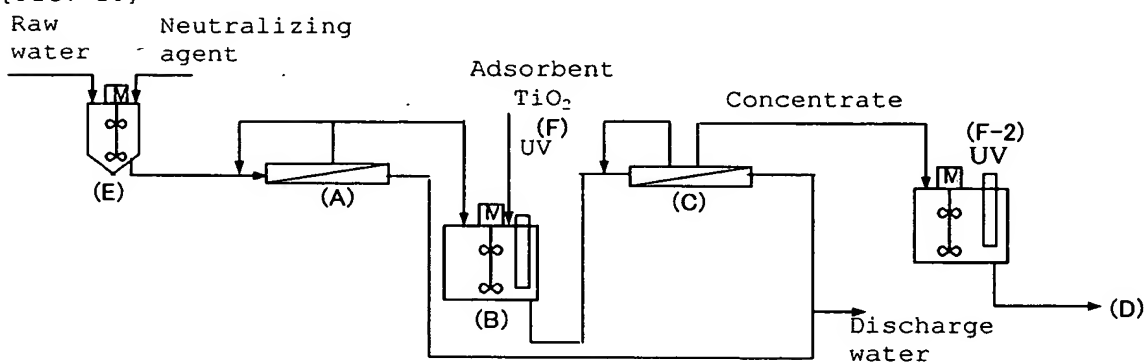 Raw
water
Neutralizing
agent
M
(E)
(A)
Adsorbent
TiO₂
(F)
UV
M
(B)
Concentrate
(C)
(F-2)
UV
M
(D)
Discharge
water